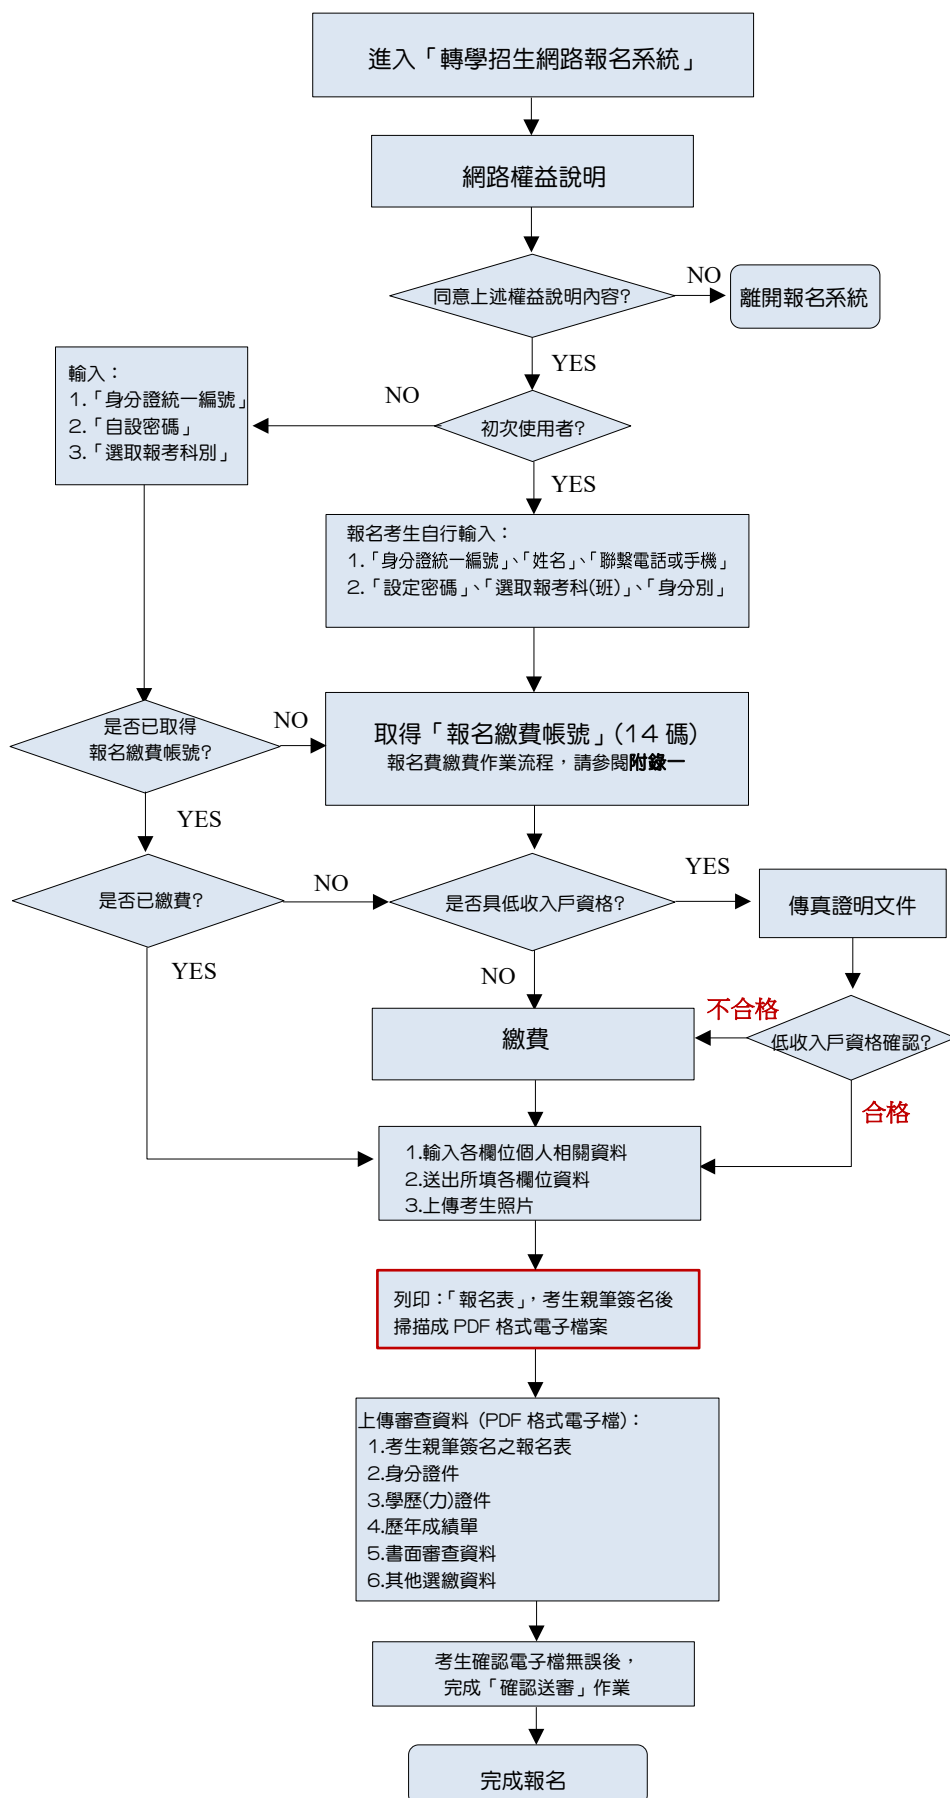 進入「轉學招生網路報名系統」
網路權益說明
同意上述權益說明內容?
NO
離開報名系統
YES
輸入：
1.「身分證統一編號」
2.「自設密碼」
3.「選取報考科別」
NO
初次使用者?
YES
報名考生自行輸入：
1.「身分證統一編號」、「姓名」、「聯繫電話或手機」
2.「設定密碼」、「選取報考科(班)」、「身分別」
是否已取得
報名繳費帳號?
NO
取得「報名繳費帳號」(14 碼)
報名費繳費作業流程，請參閱附錄一
YES
是否已繳費?
NO
是否具低收入戶資格?
YES
傳真證明文件
YES
NO
繳費
不合格
低收入戶資格確認?
合格
1.輸入各欄位個人相關資料
2.送出所填各欄位資料
3.上傳考生照片
列印：「報名表」，考生親筆簽名後
掃描成 PDF 格式電子檔案
上傳審查資料 (PDF 格式電子檔)：
1.考生親筆簽名之報名表
2.身分證件
3.學歷(力)證件
4.歷年成績單
5.書面審查資料
6.其他選繳資料
考生確認電子檔無誤後，
完成「確認送審」作業
完成報名